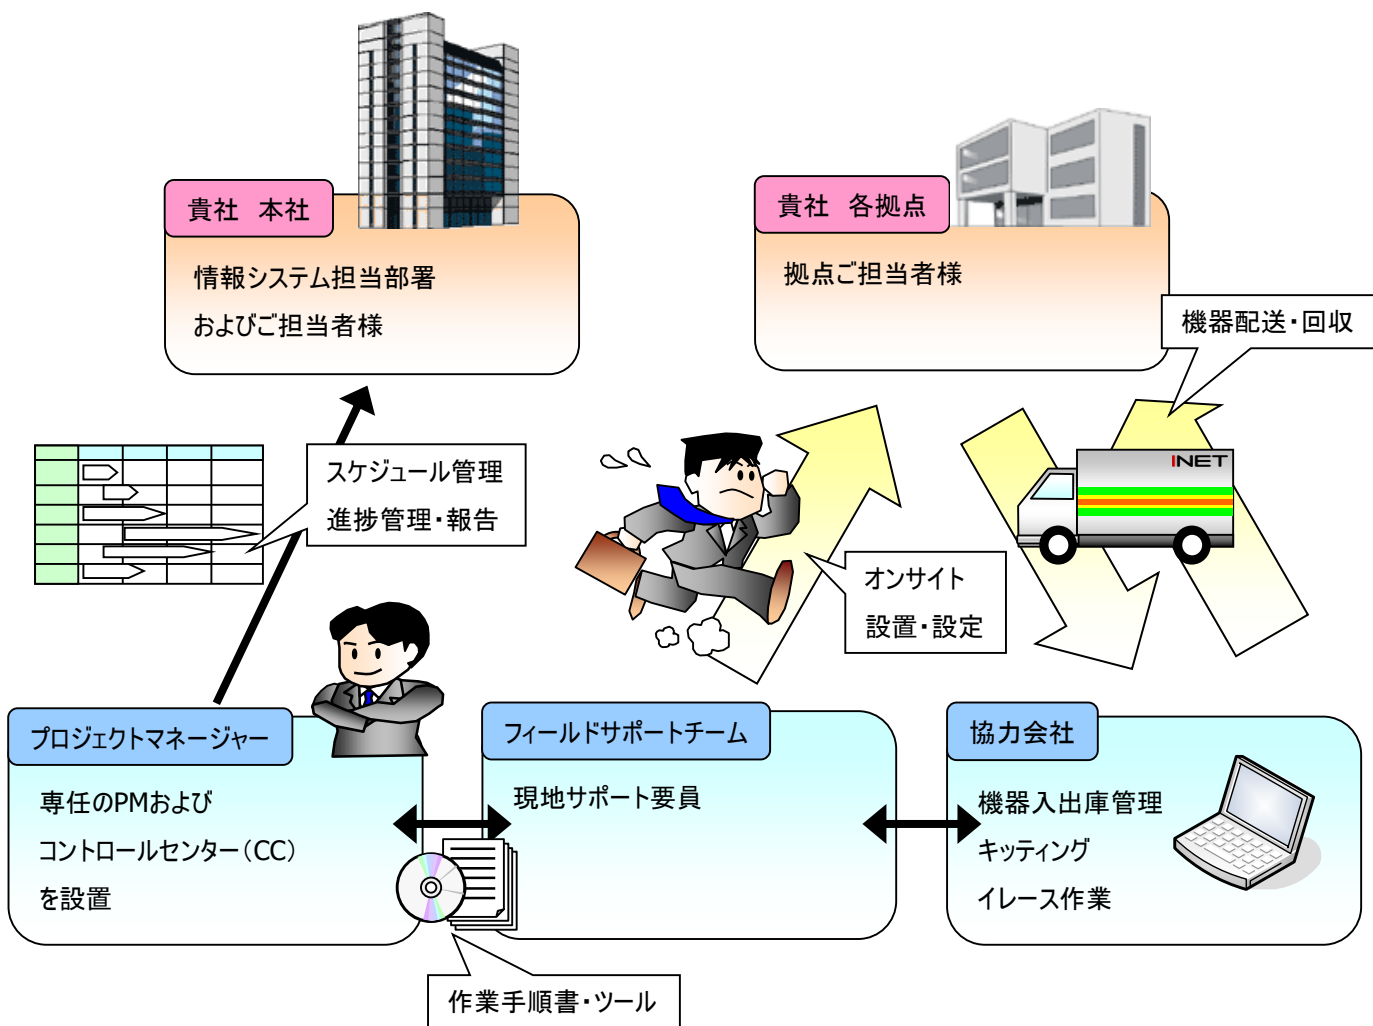 貴社 本社
情報システム担当部署
およびご担当者様
貴社 各拠点
拠点ご担当者様
機器配送・回収
スケジュール管理
進捗管理・報告
INET
オンサイト
設置・設定
プロジェクトマネージャー
専任のPMおよび
コントロールセンター（CC）
を設置
フィールドサポートチーム
現地サポート要員
協力会社
機器入出庫管理
キッティング
イレース作業
作業手順書・ツール